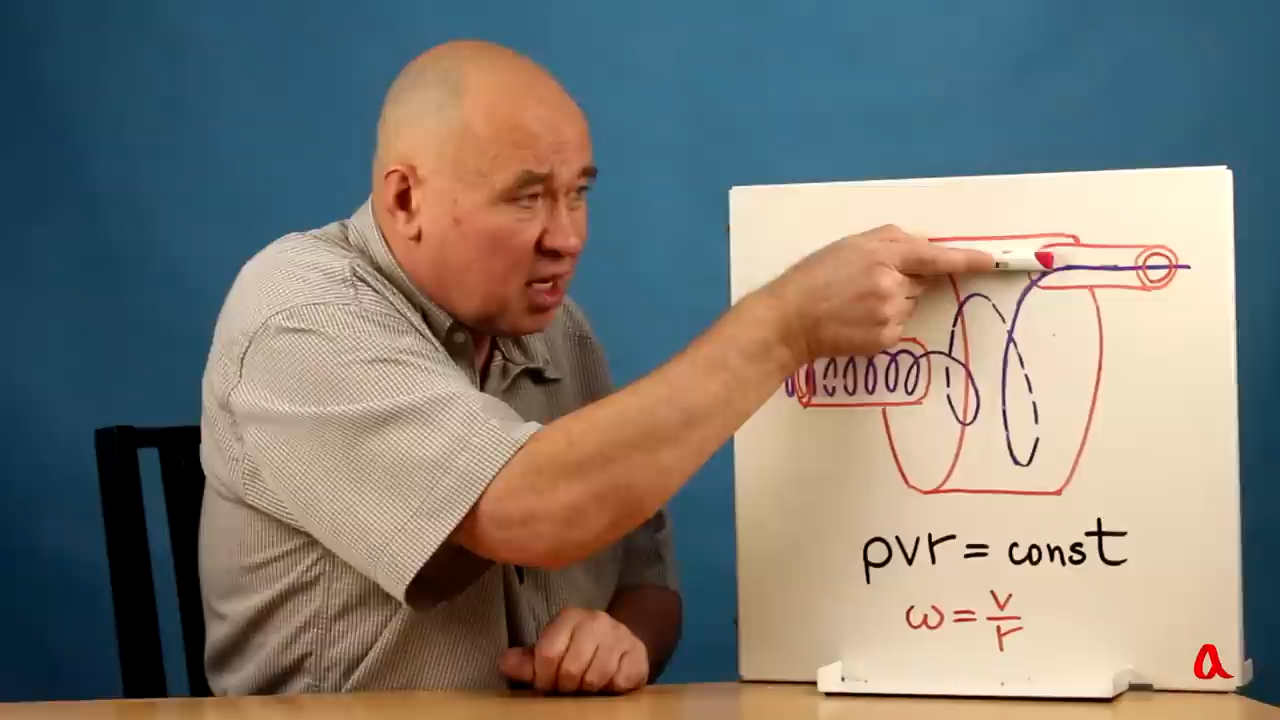 ρvr = const
ω = v/r
a